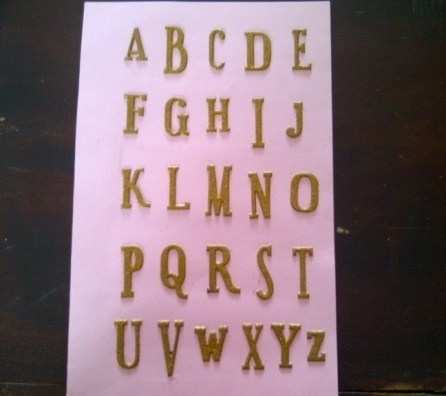 A B C D E
F G H I J
K L M N O
P Q R S T
U V W X Y Z